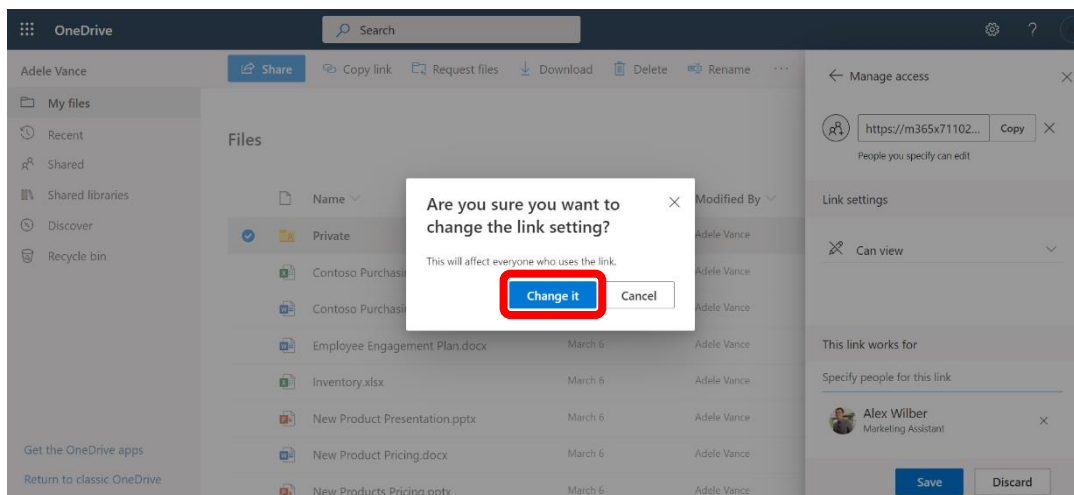 OneDrive
Search
?
Adele Vance
Share Copy link Request files Download Delete Rename ...
Manage access
My files
Recent
Shared
Shared libraries
Discover
Recycle bin
Get the OneDrive apps
Return to classic OneDrive
Files
Name Modified By
Private Adele Vance
Contoso Purchasi Adele Vance
Contoso Purchasi Adele Vance
Employee Engagement Plan.docx March 6 Adele Vance
Inventory.xlsx March 6 Adele Vance
New Product Presentation.pptx March 6 Adele Vance
New Product Pricing.docx March 6 Adele Vance
New Products Pricing.pptx March 6 Adele Vance
Are you sure you want to
change the link setting?
This will affect everyone who uses the link.
Change it Cancel
https://m365x71102... Copy
People you specify can edit
Link settings
Can view
This link works for
Specify people for this link
Alex Wilber
Marketing Assistant
Save Discard